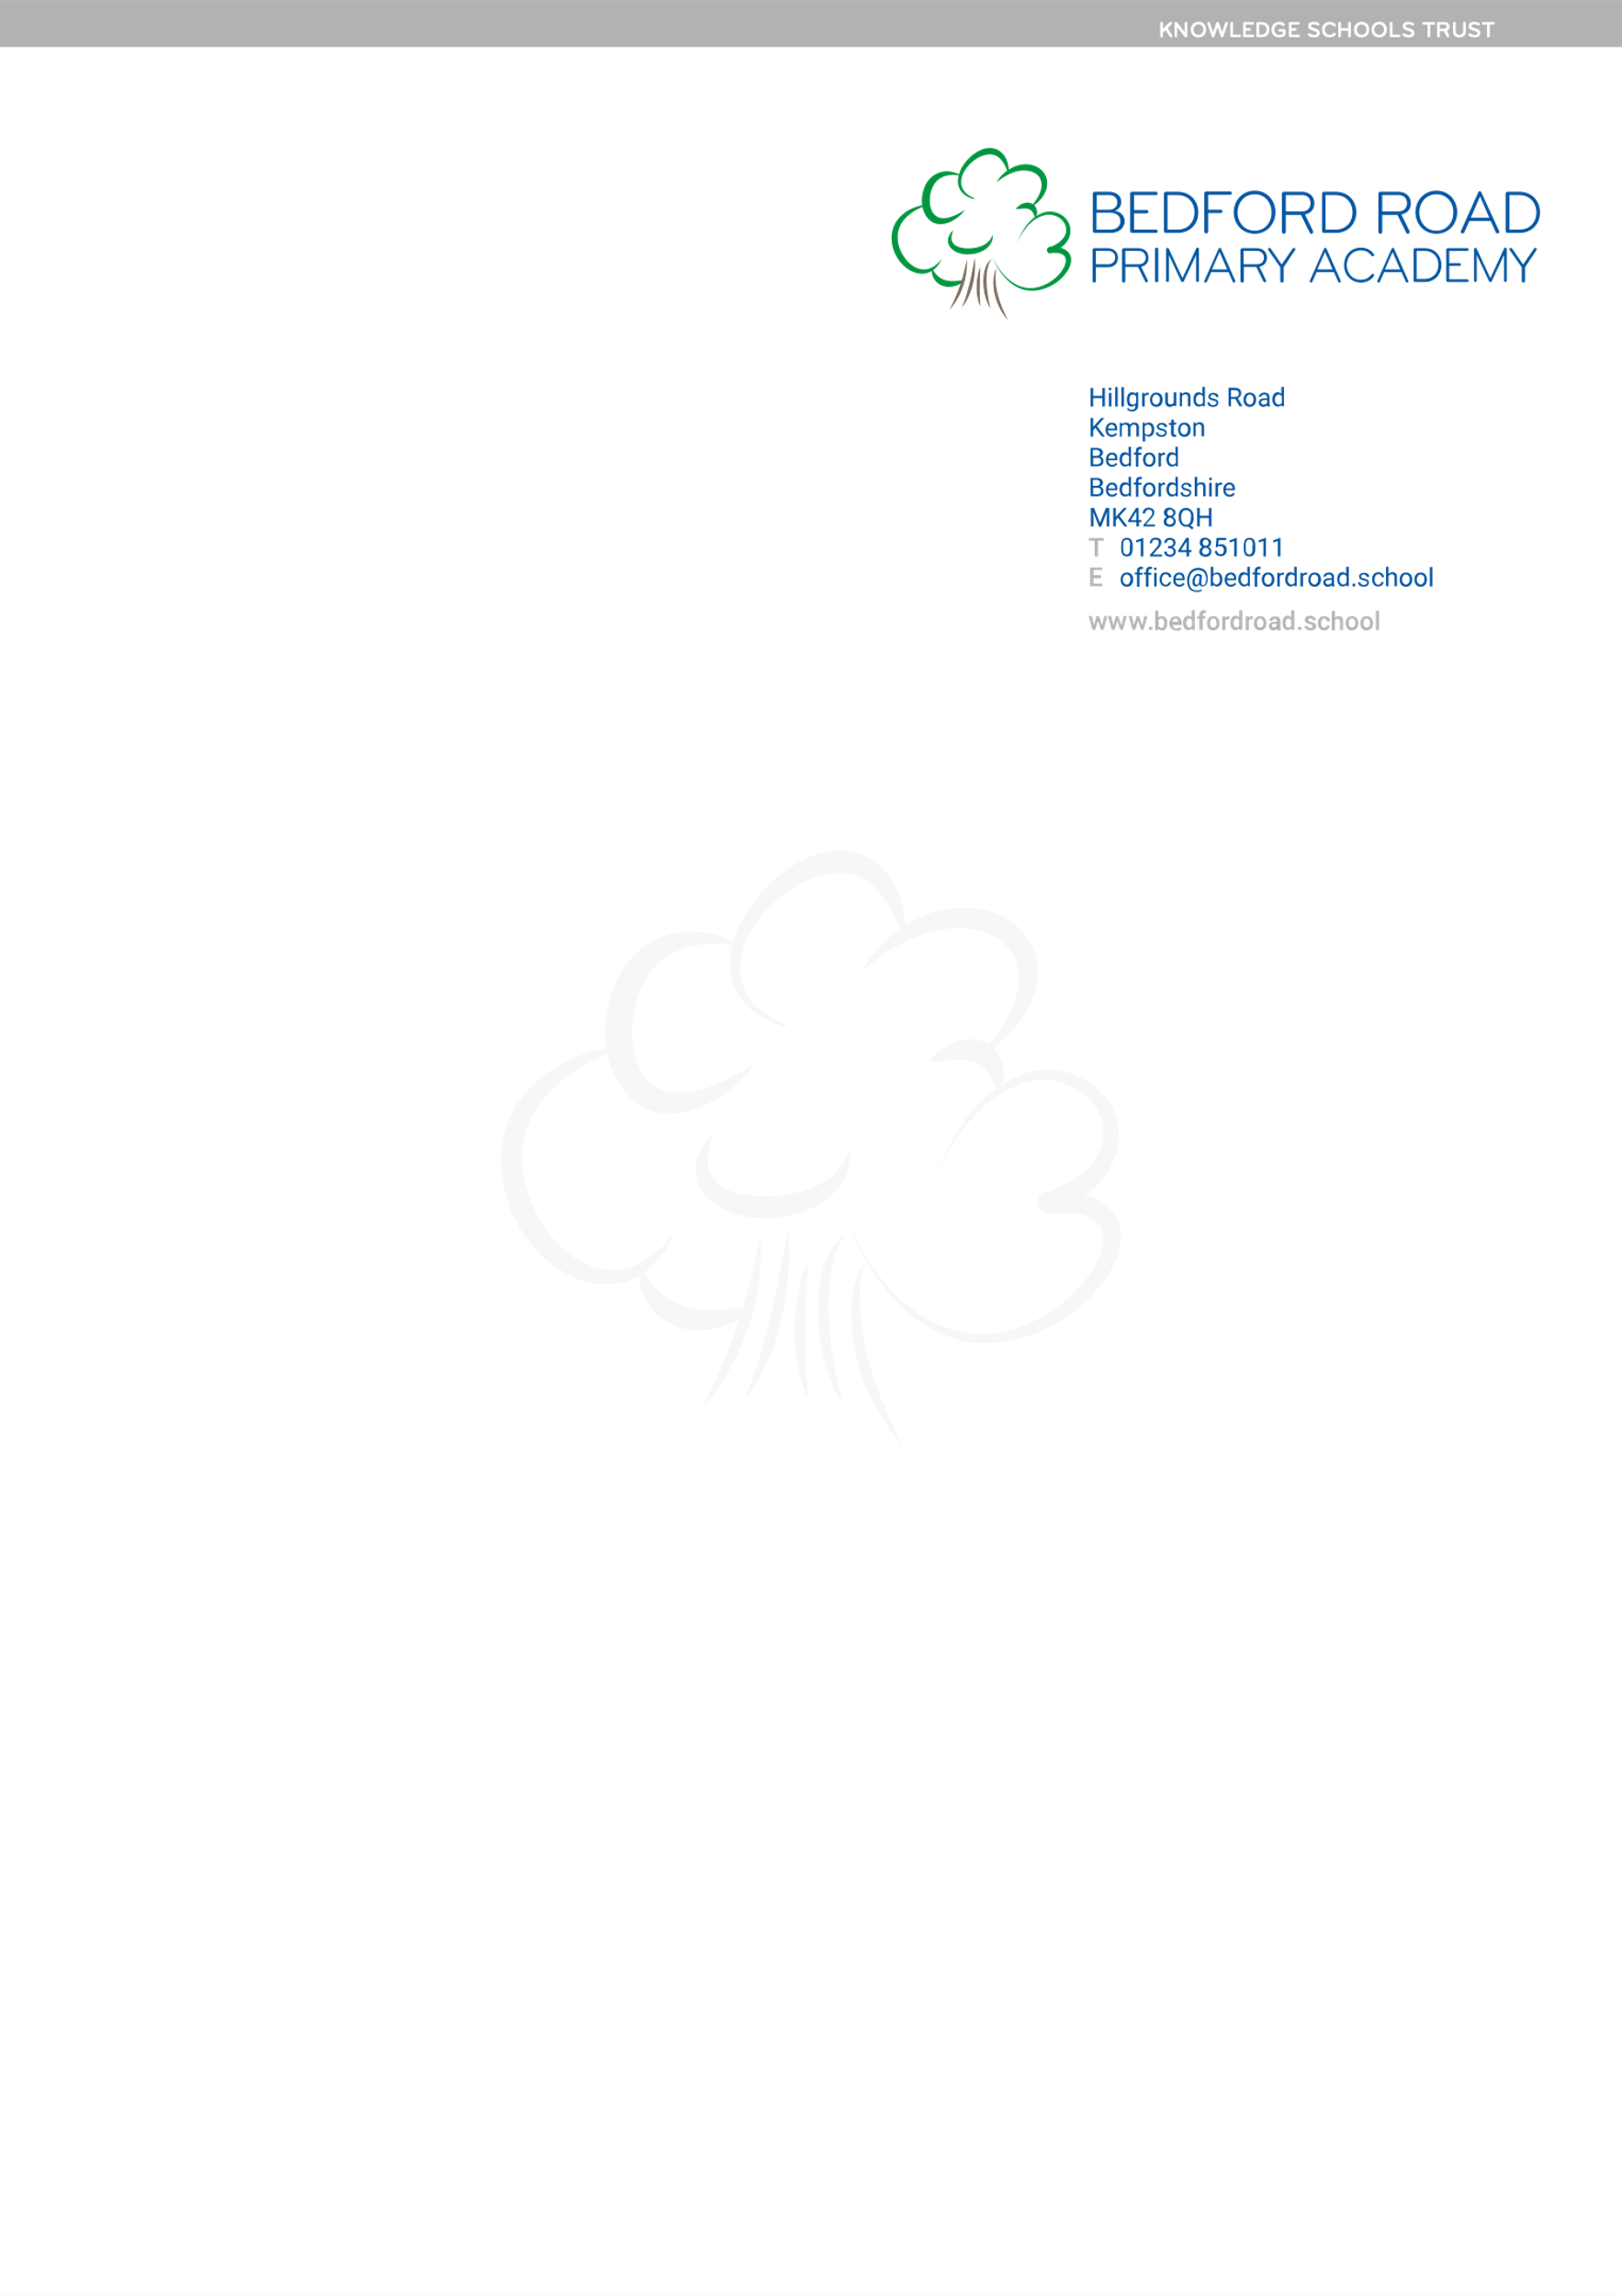 KNOWLEDGE SCHOOLS TRUST
BEDFORD ROAD
PRIMARY ACADEMY
Hillgrounds Road
Kempston
Bedford
Bedfordshire
MK42 8QH
T 01234 851011
E office@bedfordroad.school
www.bedfordroad.school